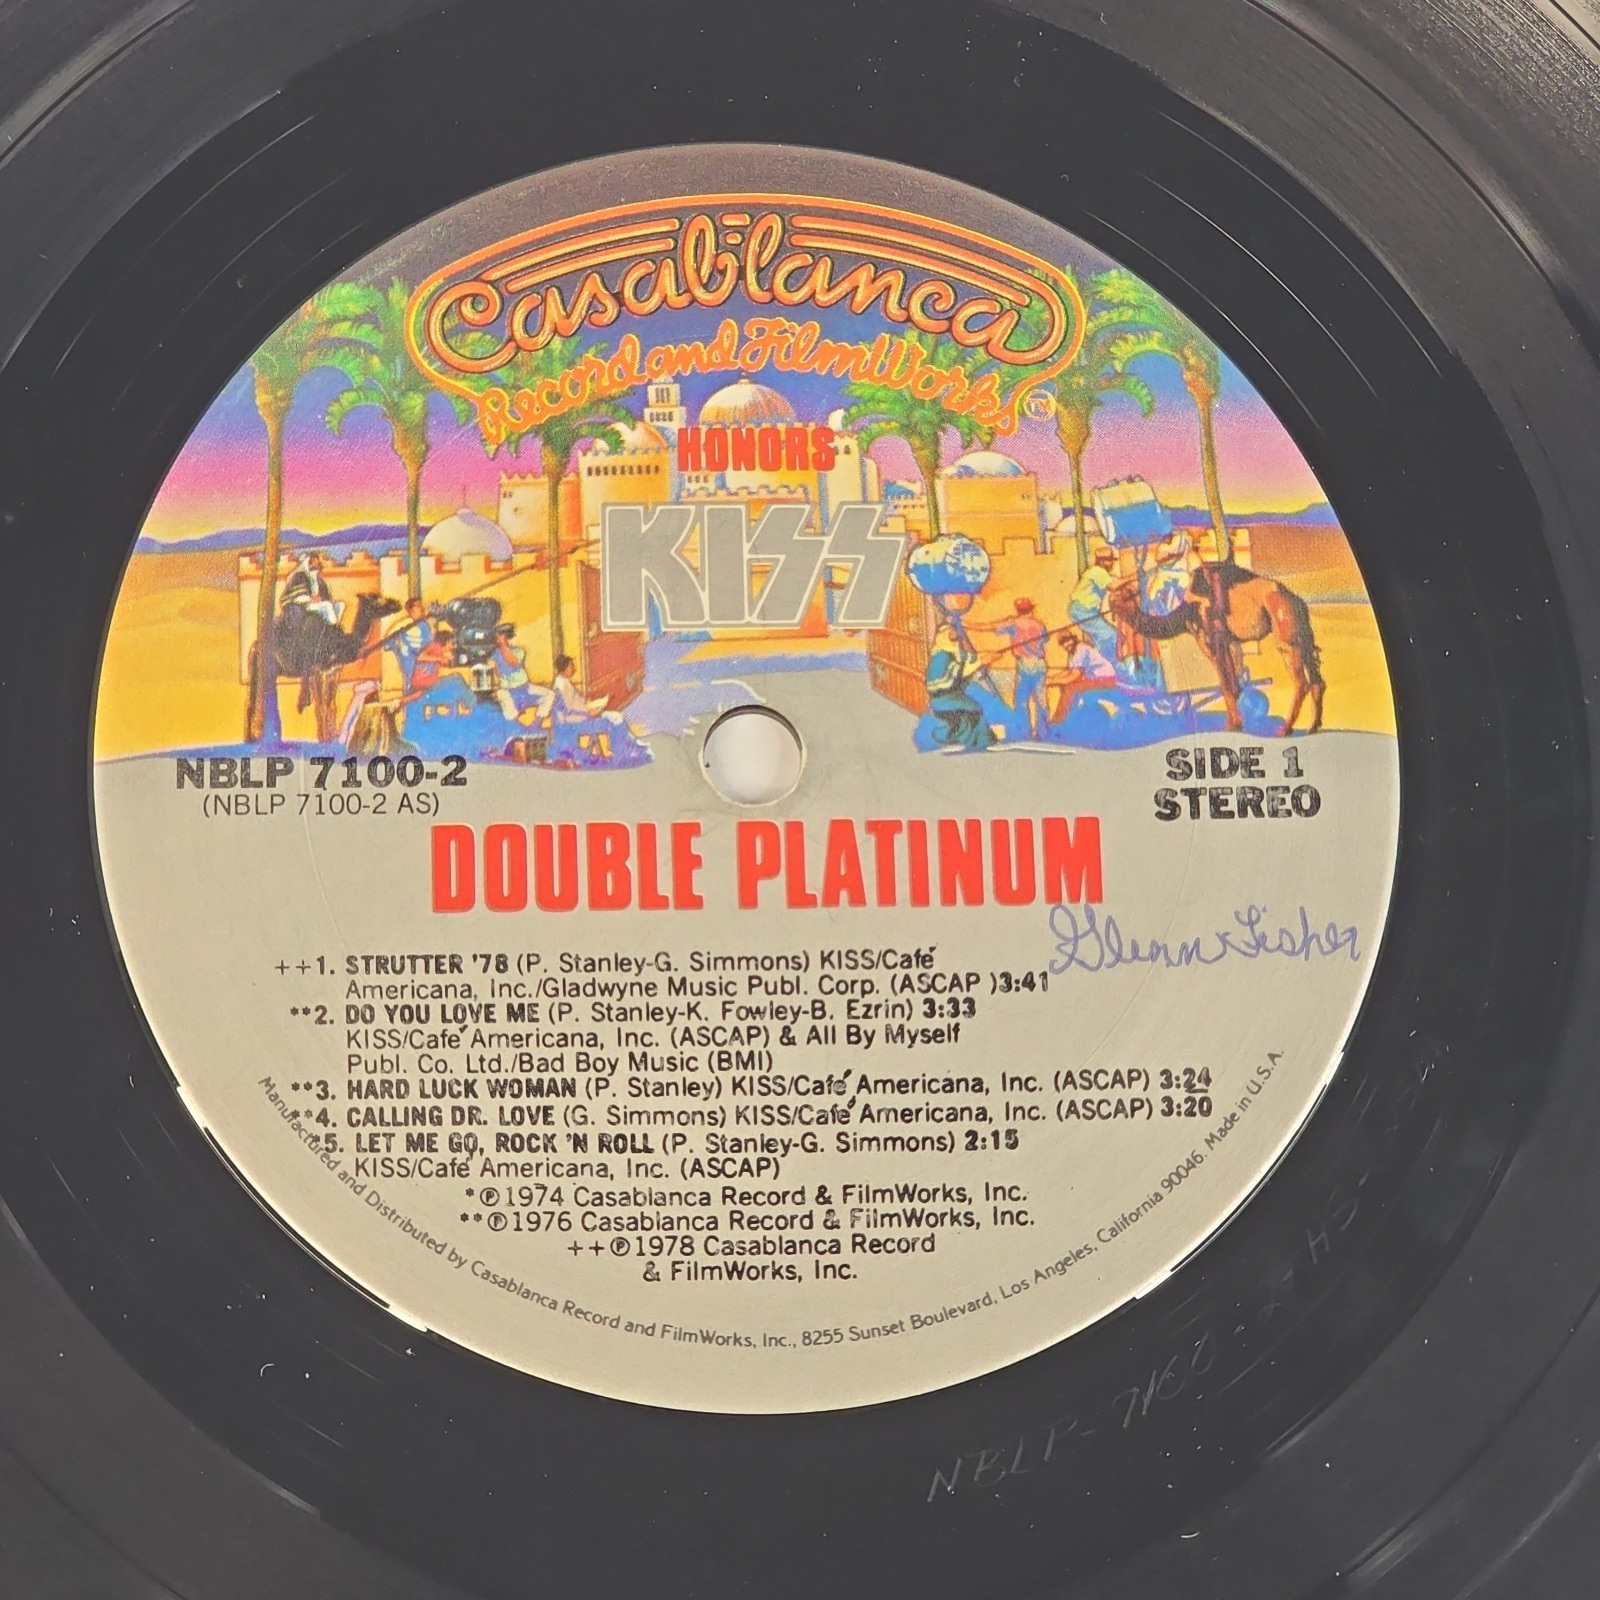 Casablanca
Record and FilmWorks TM
HONORS
KISS
NBLP 7100-2
(NBLP 7100-2 AS)
SIDE 1
STEREO
DOUBLE PLATINUM
Glenn Fisher
++1. STRUTTER '78 (P. Stanley-G. Simmons) KISS/Café
Americana, Inc./Gladwyne Music Publ. Corp. (ASCAP )3:41
**2. DO YOU LOVE ME (P. Stanley-K. Fowley-B. Ezrin) 3:33
KISS/Café Americana, Inc. (ASCAP) & All By Myself
Publ. Co. Ltd./Bad Boy Music (BMI)
**3. HARD LUCK WOMAN (P. Stanley) KISS/Café Americana, Inc. (ASCAP) 3:24
**4. CALLING DR. LOVE (G. Simmons) KISS/Café Americana, Inc. (ASCAP) 3:20
*5. LET ME GO, ROCK 'N ROLL (P. Stanley-G. Simmons) 2:15
KISS/Café Americana, Inc. (ASCAP)
*℗1974 Casablanca Record & FilmWorks, Inc.
**℗1976 Casablanca Record & FilmWorks, Inc.
++℗1978 Casablanca Record
& FilmWorks, Inc.
Manufactured and Distributed by Casablanca Record and FilmWorks, Inc., 8255 Sunset Boulevard, Los Angeles, California 90046. Made in U.S.A.
NBLP-7100-2-AS